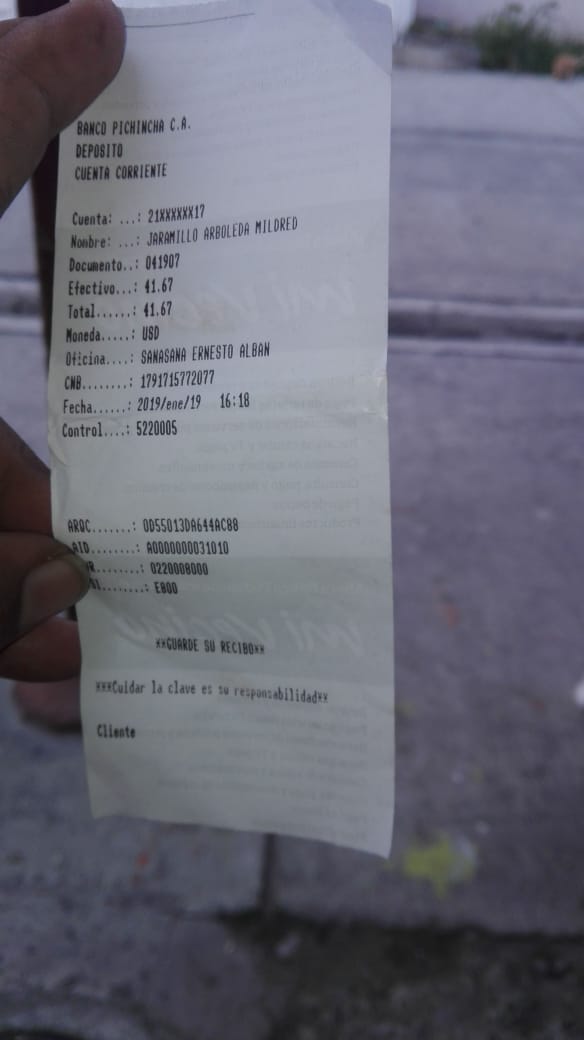 BANCO PICHINCHA C.A.
DEPOSITO
CUENTA CORRIENTE
Cuenta: ...: 21XXXXXX17
Nombre: ...: JARAMILLO ARBOLEDA MILDRED
Documento..: 041907
Efectivo...: 41.67
Total......: 41.67
Moneda.....: USD
Oficina....: SANASANA ERNESTO ALBAN
CNB........: 1791715772077
Fecha......: 2019/ene/19 16:18
Control....: 5220005
ARQC.......: 0D55013DA644AC88
AID........: A0000000031010
........: 0220008000
........: E800
**GUARDE SU RECIBO**
***Cuidar la clave es su responsabilidad**
Cliente